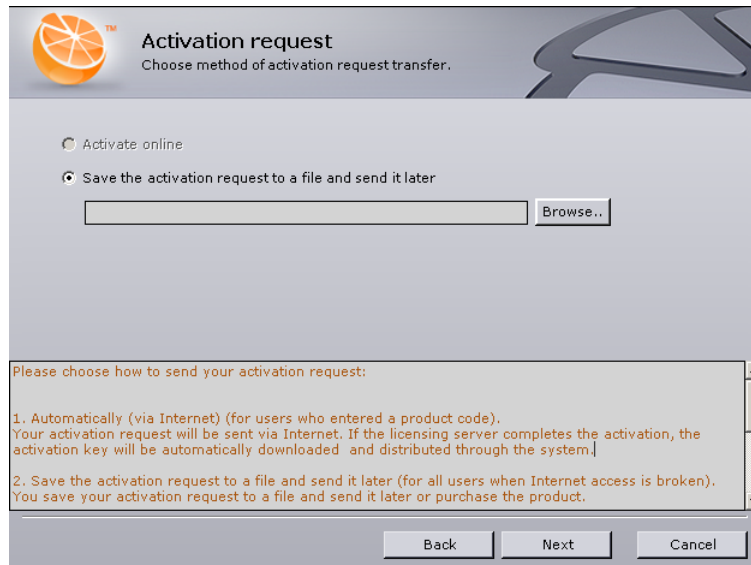 TM
Activation request
Choose method of activation request transfer.
Activate online
Save the activation request to a file and send it later
Browse..
Please choose how to send your activation request:
1. Automatically (via Internet) (for users who entered a product code).
Your activation request will be sent via Internet. If the licensing server completes the activation, the
activation key will be automatically downloaded  and distributed through the system.
2. Save the activation request to a file and send it later (for all users when Internet access is broken).
You save your activation request to a file and send it later or purchase the product.
Back
Next
Cancel